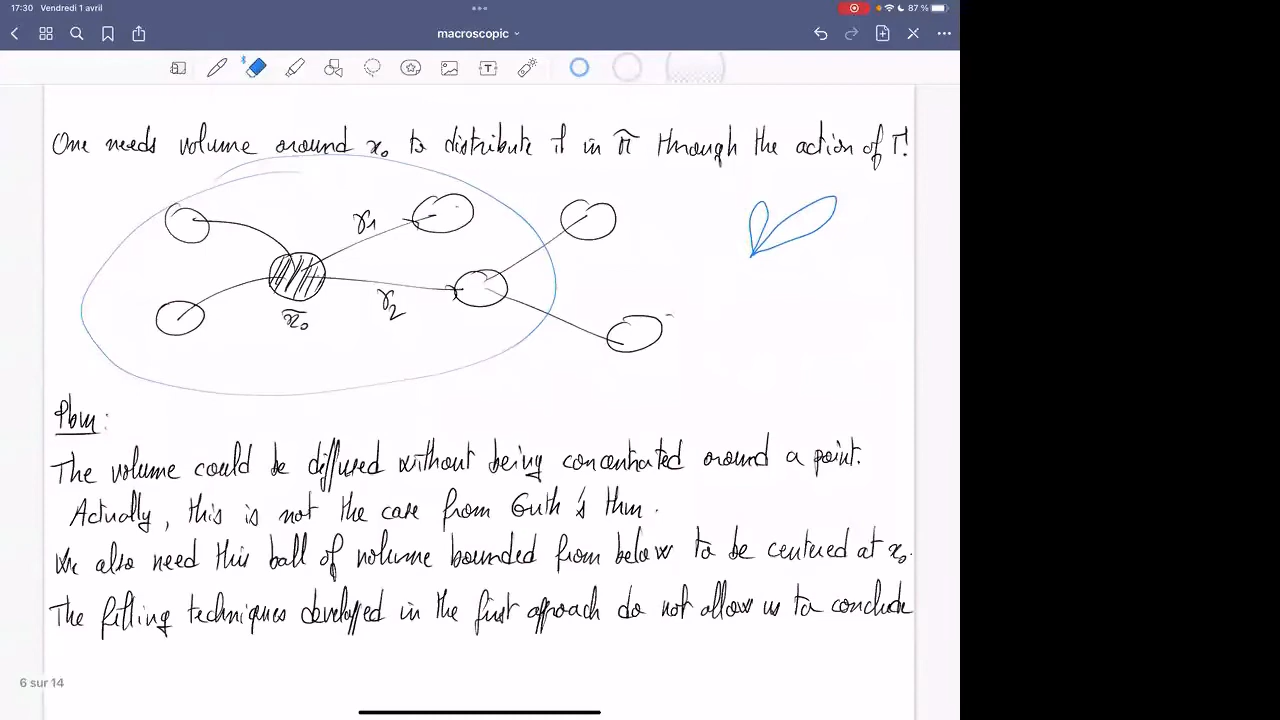 17:30 Vendredi 1 avril
87 %
macroscopic
One needs volume around x₀ to distribute it in M̃ through the action of Γ!
γ₁
γ₂
x̄₀
Pbm:
The volume could be diffused without being concentrated around a point.
Actually, this is not the case from Guth's thm.
We also need this ball of volume bounded from below to be centered at x₀.
The filling techniques developped in the first approach do not allow us to conclude
6 sur 14